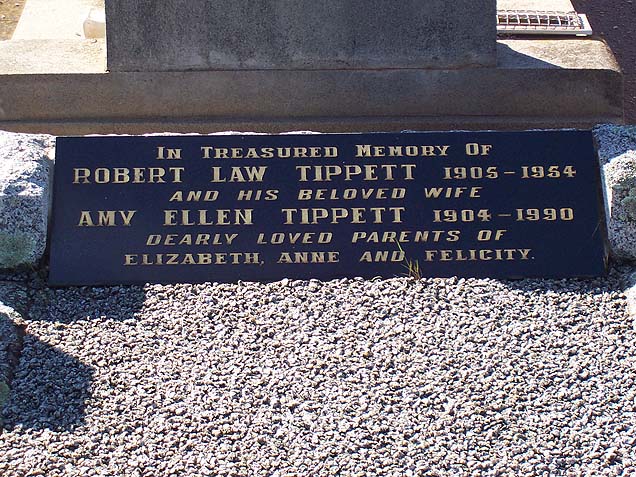 In Treasured Memory Of
ROBERT LAW TIPPETT 1905-1954
AND HIS BELOVED WIFE
AMY ELLEN TIPPETT 1904-1990
DEARLY LOVED PARENTS OF
ELIZABETH, ANNE AND FELICITY.